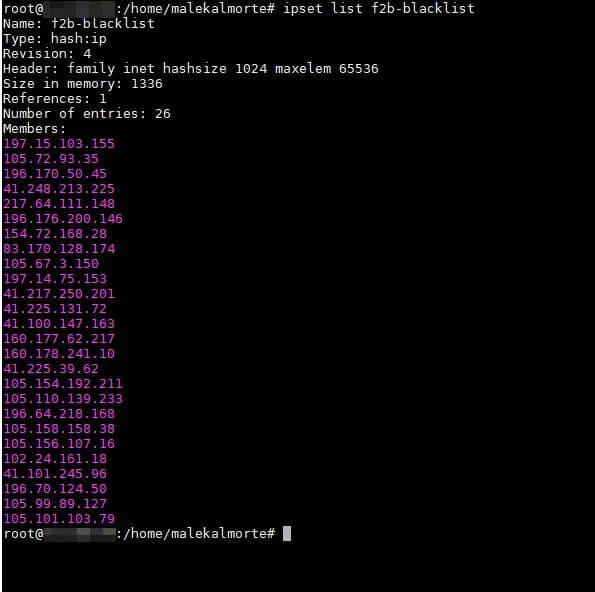 root@:/home/malekalmorte# ipset list f2b-blacklist
Name: f2b-blacklist
Type: hash:ip
Revision: 4
Header: family inet hashsize 1024 maxelem 65536
Size in memory: 1336
References: 1
Number of entries: 26
Members:
197.15.103.155
105.72.93.35
196.170.50.45
41.248.213.225
217.64.111.148
196.176.200.146
154.72.168.28
83.170.128.174
105.67.3.150
197.14.75.153
41.217.250.201
41.225.131.72
41.100.147.163
160.177.62.217
160.178.241.10
41.225.39.62
105.154.192.211
105.110.139.233
196.64.218.168
105.158.158.38
105.156.107.16
102.24.161.18
41.101.245.96
196.70.124.50
105.99.89.127
105.101.103.79
root@:/home/malekalmorte#